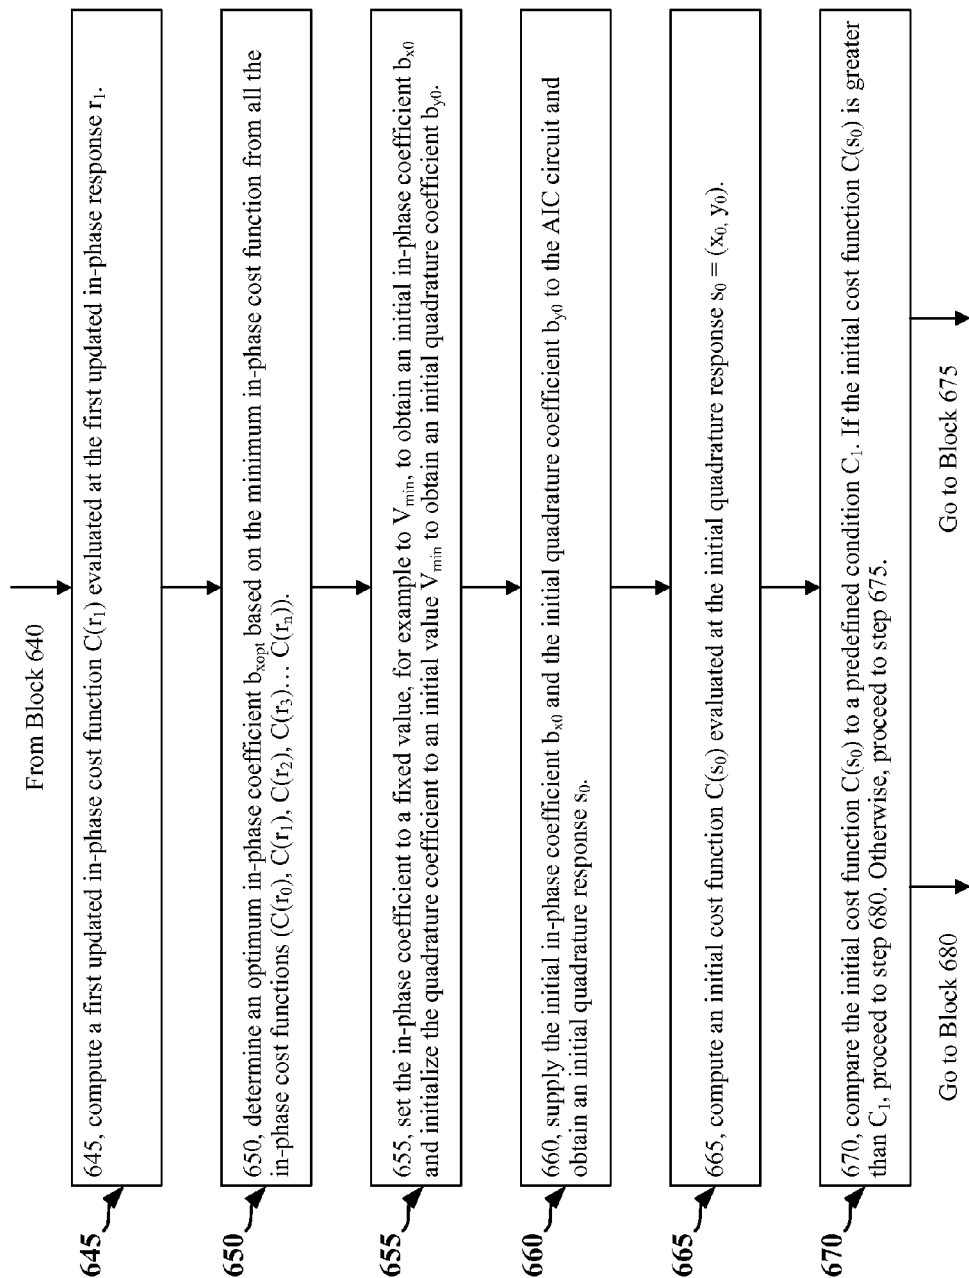 From Block 640
645
645, compute a first updated in-phase cost function C(r₁) evaluated at the first updated in-phase response r₁.
650
650, determine an optimum in-phase coefficient bₓₒₚₜ based on the minimum in-phase cost function from all the
in-phase cost functions (C(r₀), C(r₁), C(r₂), C(r₃)… C(rₙ)).
655
655, set the in-phase coefficient to a fixed value, for example to Vₘᵢₙ, to obtain an initial in-phase coefficient bₓ₀
and initialize the quadrature coefficient to an initial value Vₘᵢₙ to obtain an initial quadrature coefficient b_y0.
660
660, supply the initial in-phase coefficient bₓ₀ and the initial quadrature coefficient b_y0 to the AIC circuit and
obtain an initial quadrature response s₀.
665
665, compute an initial cost function C(s₀) evaluated at the initial quadrature response s₀ = (x₀, y₀).
670
670, compare the initial cost function C(s₀) to a predefined condition C₁. If the initial cost function C(s₀) is greater
than C₁, proceed to step 680. Otherwise, proceed to step 675.
Go to Block 680
Go to Block 675